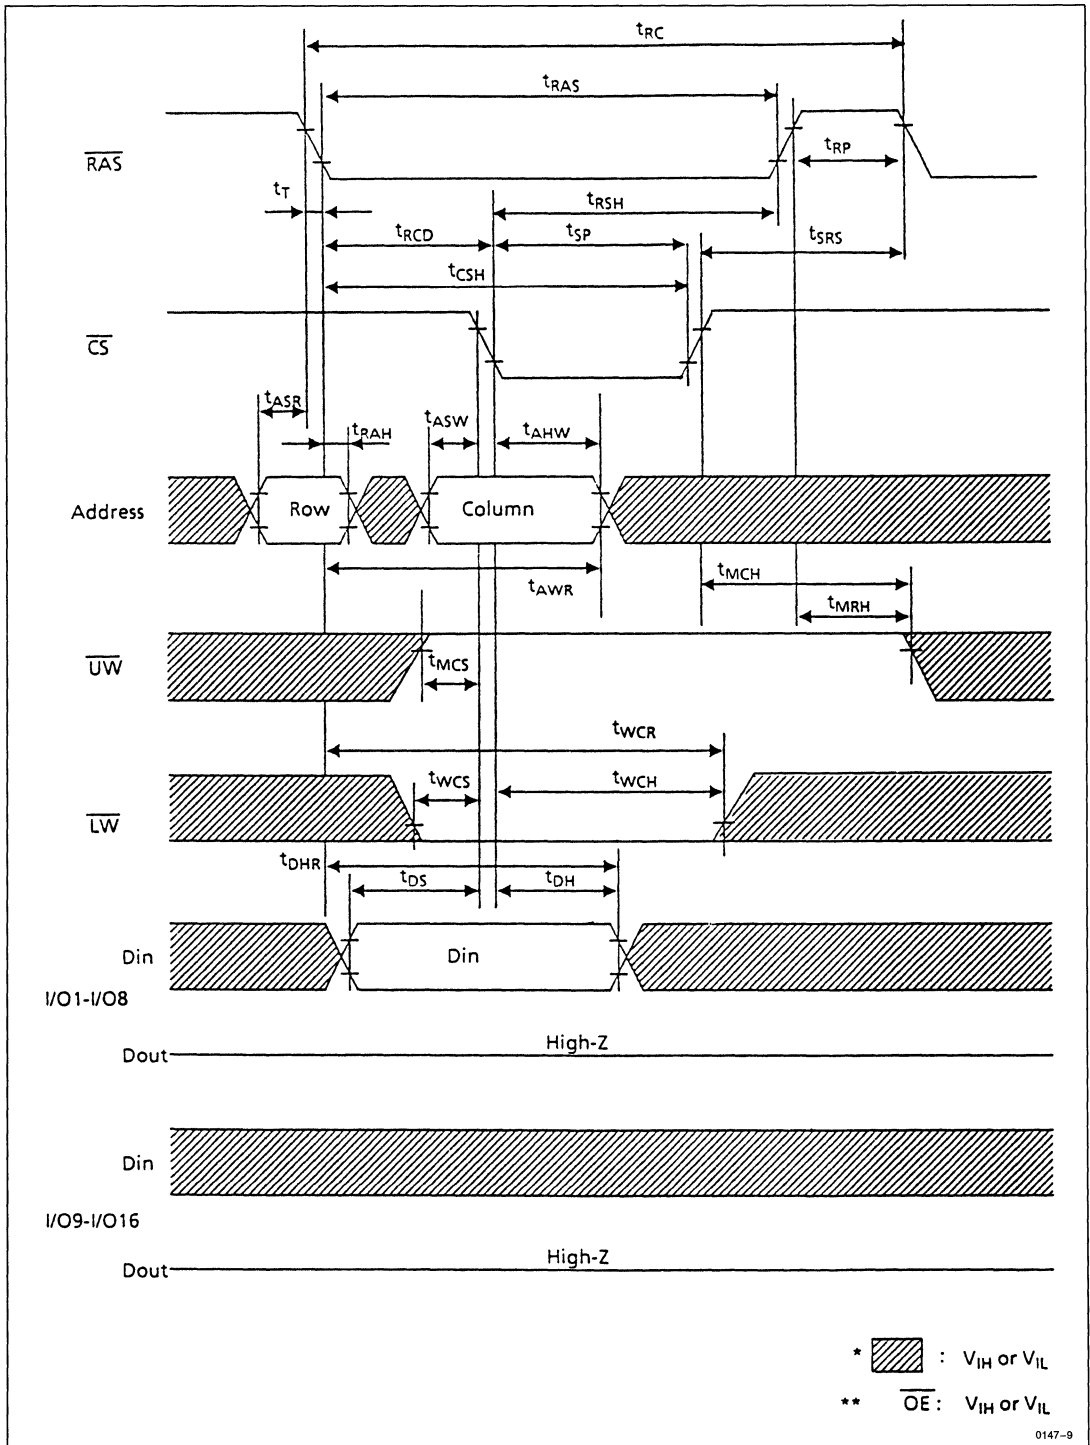 tRC
tRAS
RAS
tRP
tT
tRSH
tRCD
tSP
tSRS
tCSH
CS
tASR
tRAH
tASW
tAHW
Address
Row
Column
tAWR
tMCH
tMRH
UW
tMCS
tWCR
tWCS
tWCH
LW
tDHR
tDS
tDH
Din
Din
I/O1-I/O8
High-Z
Dout
Din
I/O9-I/O16
High-Z
Dout
* : VIH or VIL
** OE: VIH or VIL
0147-9